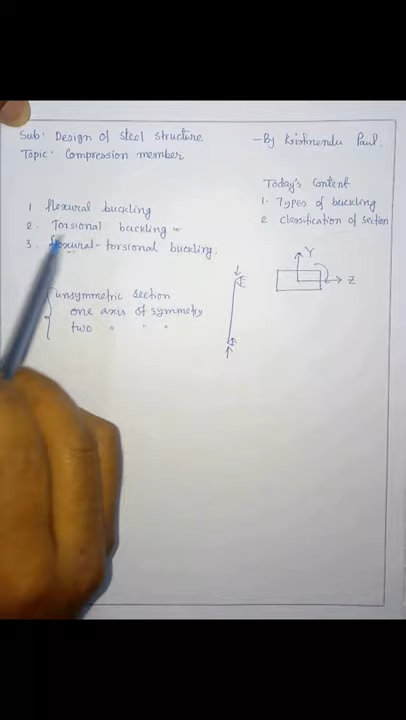 Sub: Design of steel structure
- By Krishnendu Paul.
Topic: Compression member
Today's Content
1. Types of buckling
2. Classification of section
1 flexural buckling
2. Torsional buckling
3. flexural-torsional buckling.
unsymmetric section
one axis of symmetry
two " " "
Y
Z